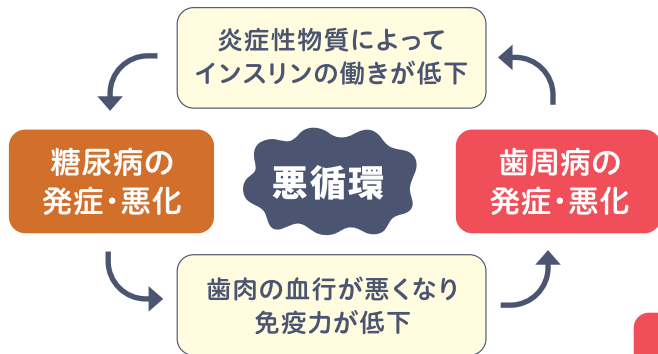 炎症性物質によって
インスリンの働きが低下
糖尿病の
発症・悪化
悪循環
歯周病の
発症・悪化
歯肉の血行が悪くなり
免疫力が低下